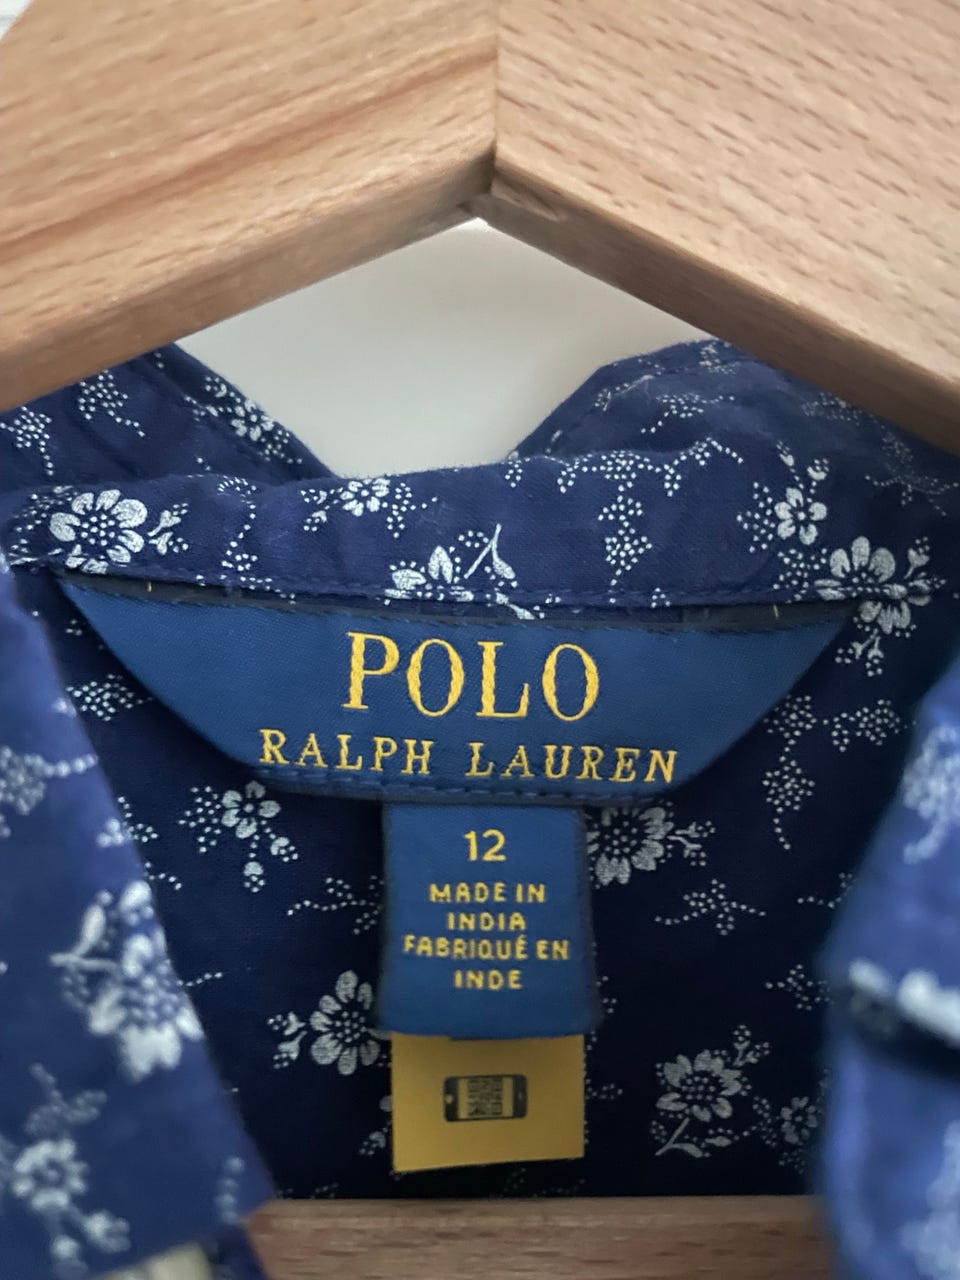 POLO
RALPH LAUREN
12
MADE IN
INDIA
FABRIQUÉ EN
INDE